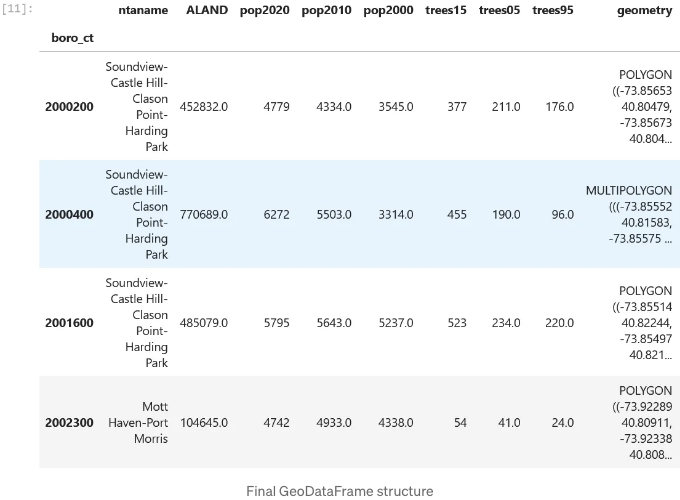 [11]:
ntaname ALAND pop2020 pop2010 pop2000 trees15 trees05 trees95 geometry
boro_ct
Soundview-
Castle Hill-
Clason
Point-
Harding
Park
2000200 452832.0 4779 4334.0 3545.0 377 211.0 176.0
POLYGON
((-73.85653
40.80479,
-73.85673
40.804...
Soundview-
Castle Hill-
Clason
Point-
Harding
Park
2000400 770689.0 6272 5503.0 3314.0 455 190.0 96.0
MULTIPOLYGON
(((-73.85552
40.81583,
-73.85575 ...
Soundview-
Castle Hill-
Clason
Point-
Harding
Park
2001600 485079.0 5795 5643.0 5237.0 523 234.0 220.0
POLYGON
((-73.85514
40.82244,
-73.85497
40.821...
Mott
Haven-Port
Morris
2002300 104645.0 4742 4933.0 4338.0 54 41.0 24.0
POLYGON
((-73.92289
40.80911,
-73.92338
40.808...
Final GeoDataFrame structure